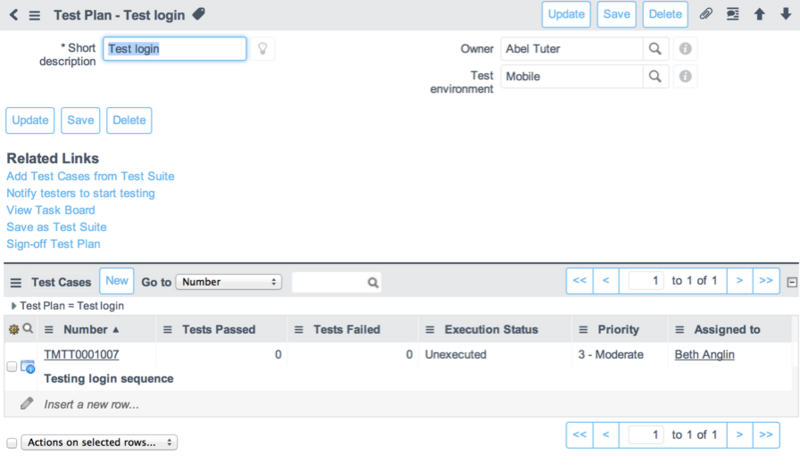 Test Plan - Test login
Update Save Delete
* Short description
Test login
Owner Abel Tuter
Test environment
Mobile
Update Save Delete
Related Links
Add Test Cases from Test Suite
Notify testers to start testing
View Task Board
Save as Test Suite
Sign-off Test Plan
Test Cases New Go to Number << < 1 to 1 of 1 > >>
Test Plan = Test login
Number ▲ Tests Passed Tests Failed Execution Status Priority Assigned to
TMTT0001007 0 0 Unexecuted 3 - Moderate Beth Anglin
Testing login sequence
Insert a new row...
Actions on selected rows... << < 1 to 1 of 1 > >>